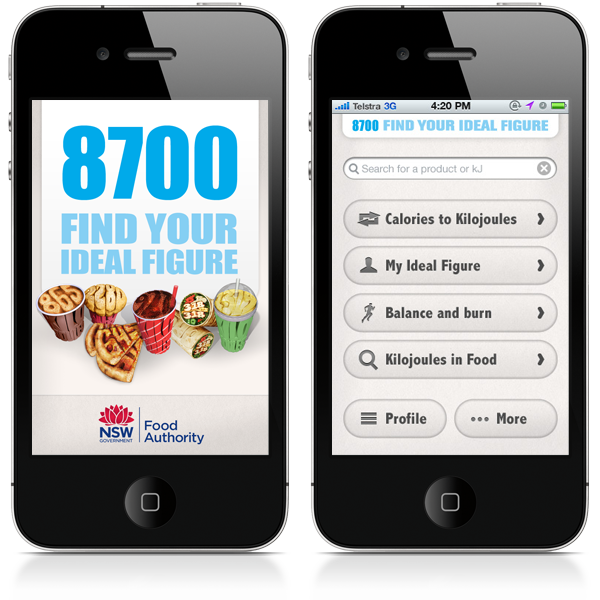 8700
FIND YOUR
IDEAL FIGURE
NSW
GOVERNMENT
Food
Authority
Telstra 3G 4:20 PM
8700 FIND YOUR IDEAL FIGURE
Search for a product or kJ
Calories to Kilojoules
My Ideal Figure
Balance and burn
Kilojoules in Food
Profile
More